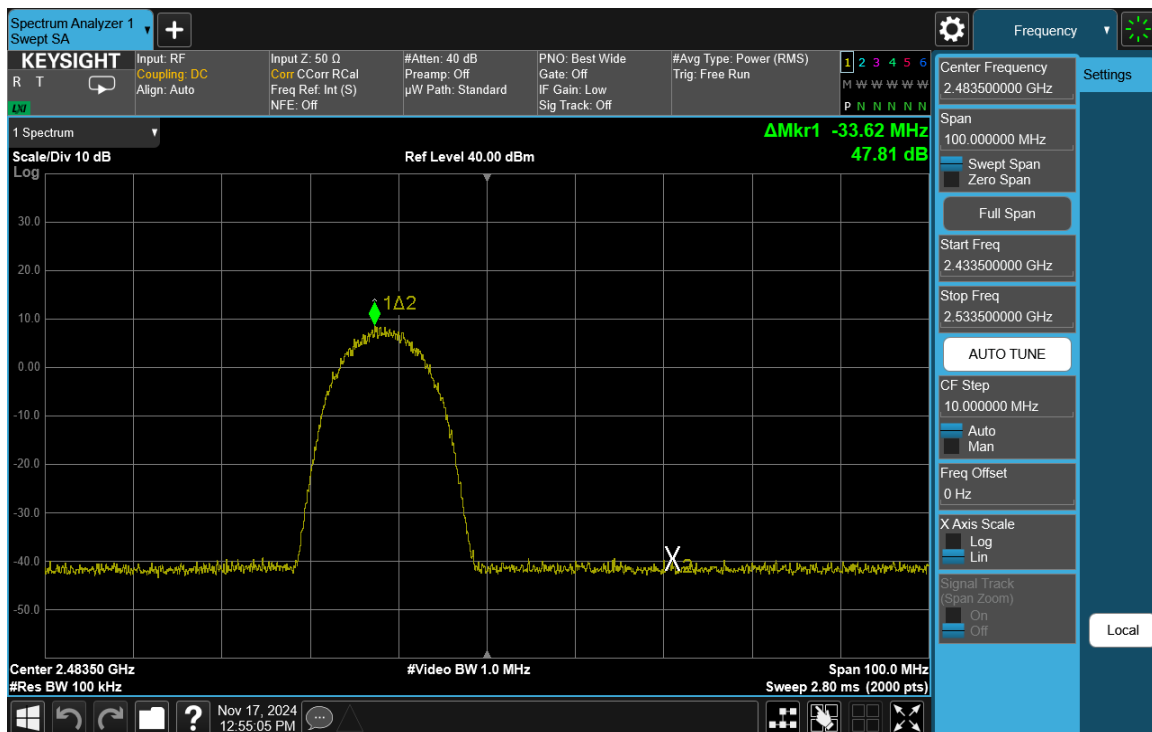 Spectrum Analyzer 1
Swept SA
Frequency
KEYSIGHT
R T
LXI
Input: RF
Coupling: DC
Align: Auto
Input Z: 50 Ω
Corr CCorr RCal
Freq Ref: Int (S)
NFE: Off
#Atten: 40 dB
Preamp: Off
µW Path: Standard
PNO: Best Wide
Gate: Off
IF Gain: Low
Sig Track: Off
#Avg Type: Power (RMS)
Trig: Free Run
1 2 3 4 5 6
M W W W W W
P N N N N N
1 Spectrum
ΔMkr1 -33.62 MHz
47.81 dB
Scale/Div 10 dB
Ref Level 40.00 dBm
Log
30.0
20.0
10.0
0.00
-10.0
-20.0
-30.0
-40.0
-50.0
1Δ2
X2
Center 2.48350 GHz
#Video BW 1.0 MHz
Span 100.0 MHz
#Res BW 100 kHz
Sweep 2.80 ms (2000 pts)
Nov 17, 2024
12:55:05 PM
Center Frequency
2.483500000 GHz
Settings
Span
100.000000 MHz
Swept Span
Zero Span
Full Span
Start Freq
2.433500000 GHz
Stop Freq
2.533500000 GHz
AUTO TUNE
CF Step
10.000000 MHz
Auto
Man
Freq Offset
0 Hz
X Axis Scale
Log
Lin
Signal Track
(Span Zoom)
On
Off
Local